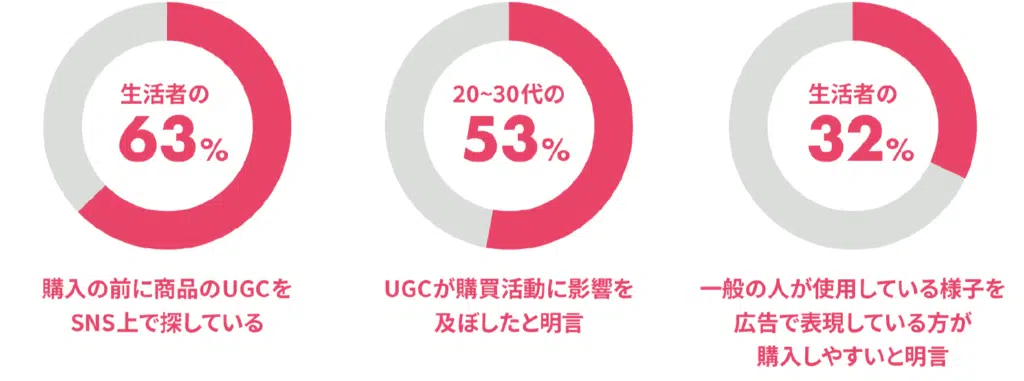 生活者の
63%
購入の前に商品のUGCを
SNS上で探している
20~30代の
53%
UGCが購買活動に影響を
及ぼしたと明言
生活者の
32%
一般の人が使用している様子を
広告で表現している方が
購入しやすいと明言